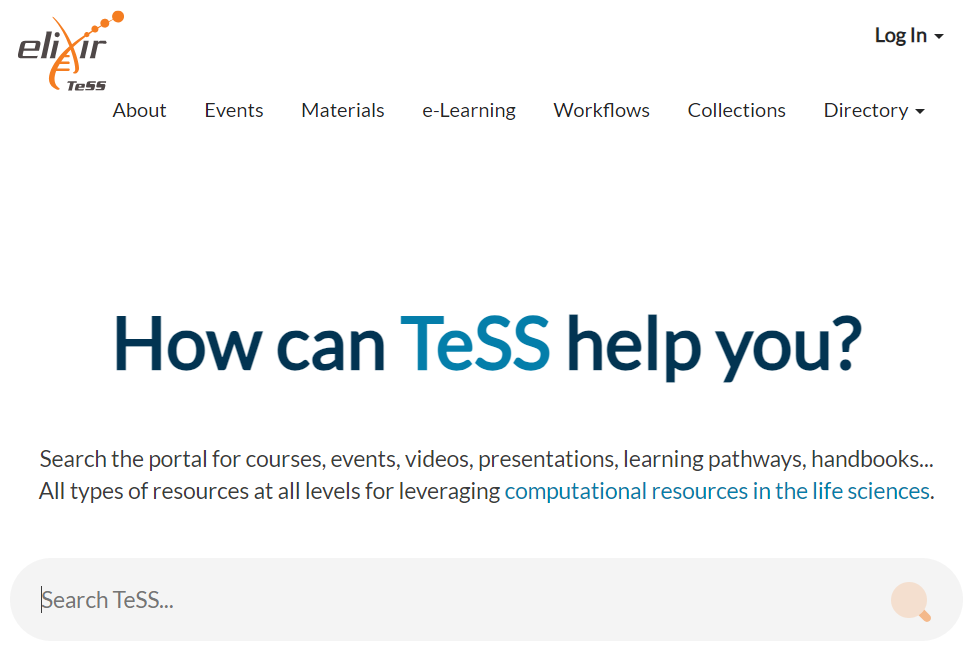 elixir
TeSS
Log In
About Events Materials e-Learning Workflows Collections Directory
How can TeSS help you?
Search the portal for courses, events, videos, presentations, learning pathways, handbooks...
All types of resources at all levels for leveraging computational resources in the life sciences.
Search TeSS...